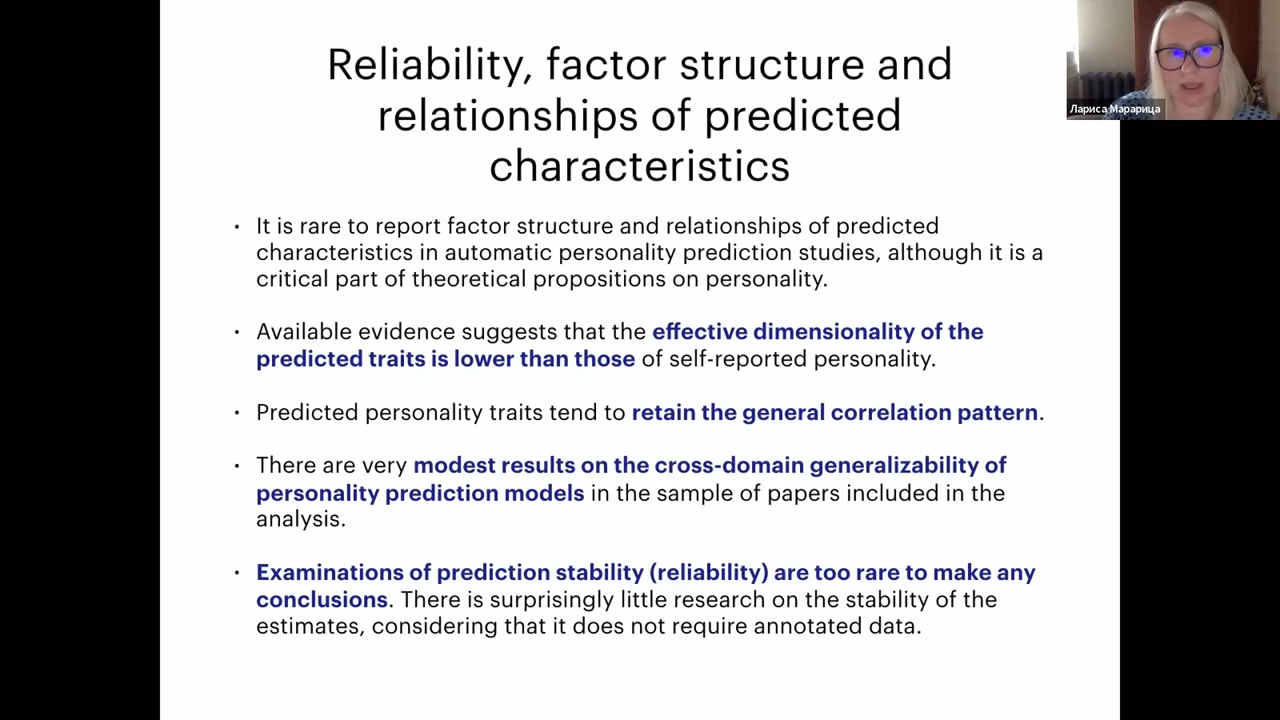 Reliability, factor structure and
relationships of predicted
characteristics
Лариса Марарица
• It is rare to report factor structure and relationships of predicted
characteristics in automatic personality prediction studies, although it is a
critical part of theoretical propositions on personality.
• Available evidence suggests that the effective dimensionality of the
predicted traits is lower than those of self-reported personality.
• Predicted personality traits tend to retain the general correlation pattern.
• There are very modest results on the cross-domain generalizability of
personality prediction models in the sample of papers included in the
analysis.
• Examinations of prediction stability (reliability) are too rare to make any
conclusions. There is surprisingly little research on the stability of the
estimates, considering that it does not require annotated data.